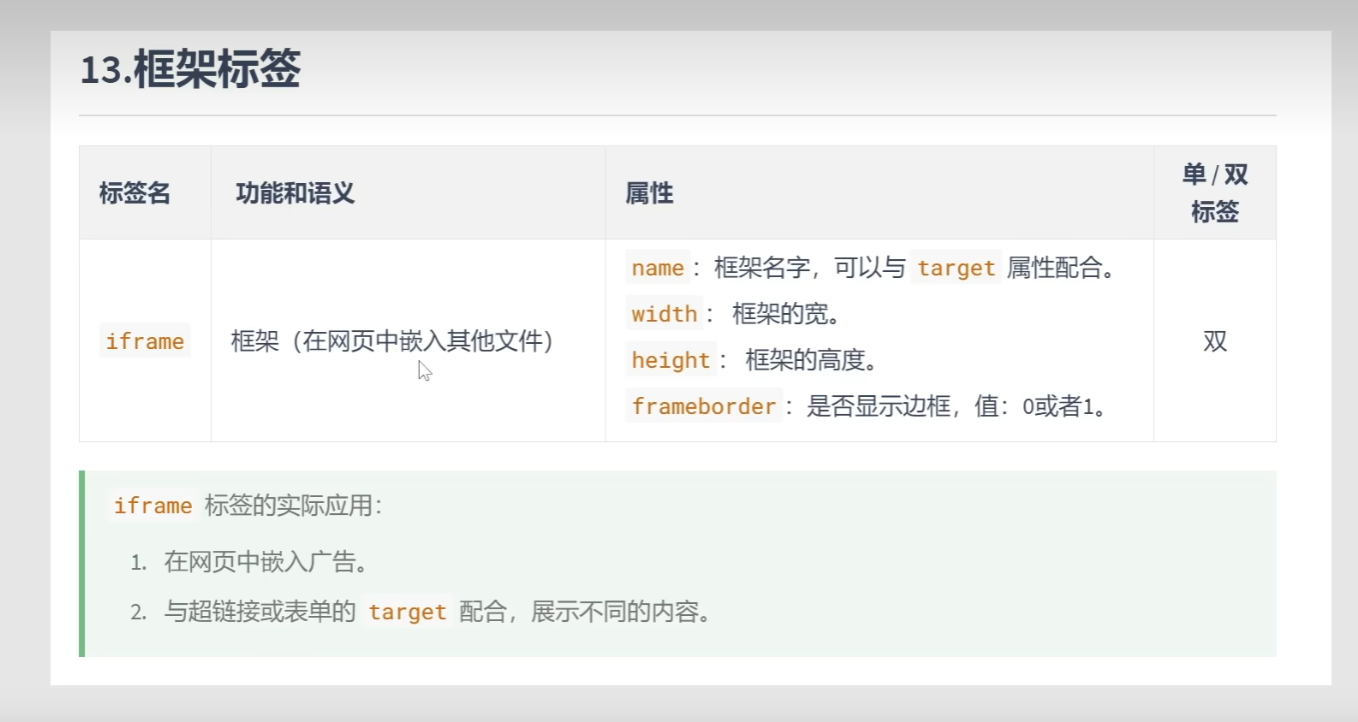 13.框架标签
标签名 功能和语义 属性 单 / 双
标签
iframe 框架（在网页中嵌入其他文件） name：框架名字，可以与 target 属性配合。
width： 框架的宽。
height： 框架的高度。
frameborder：是否显示边框，值：0或者1。
双
iframe 标签的实际应用：
1. 在网页中嵌入广告。
2. 与超链接或表单的 target 配合，展示不同的内容。